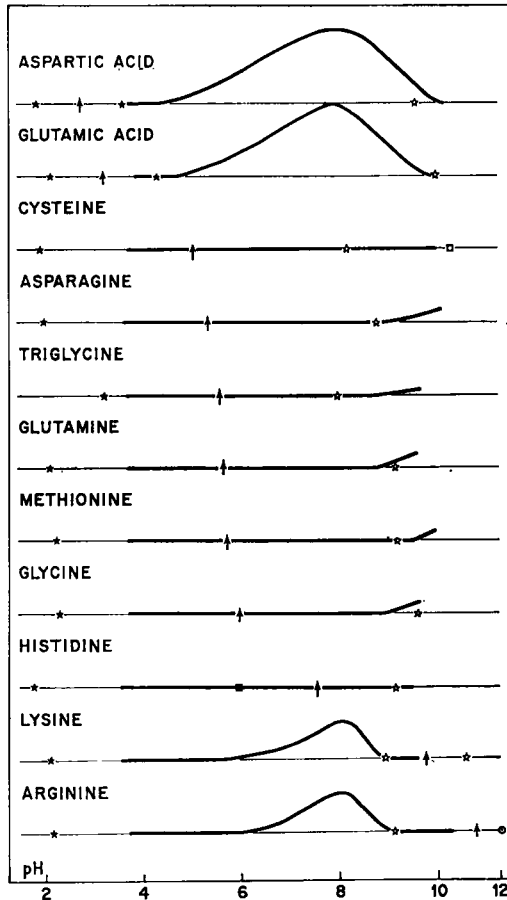 ASPARTIC ACID
GLUTAMIC ACID
CYSTEINE
ASPARAGINE
TRIGLYCINE
GLUTAMINE
METHIONINE
GLYCINE
HISTIDINE
LYSINE
ARGININE
pH
2 4 6 8 10 12